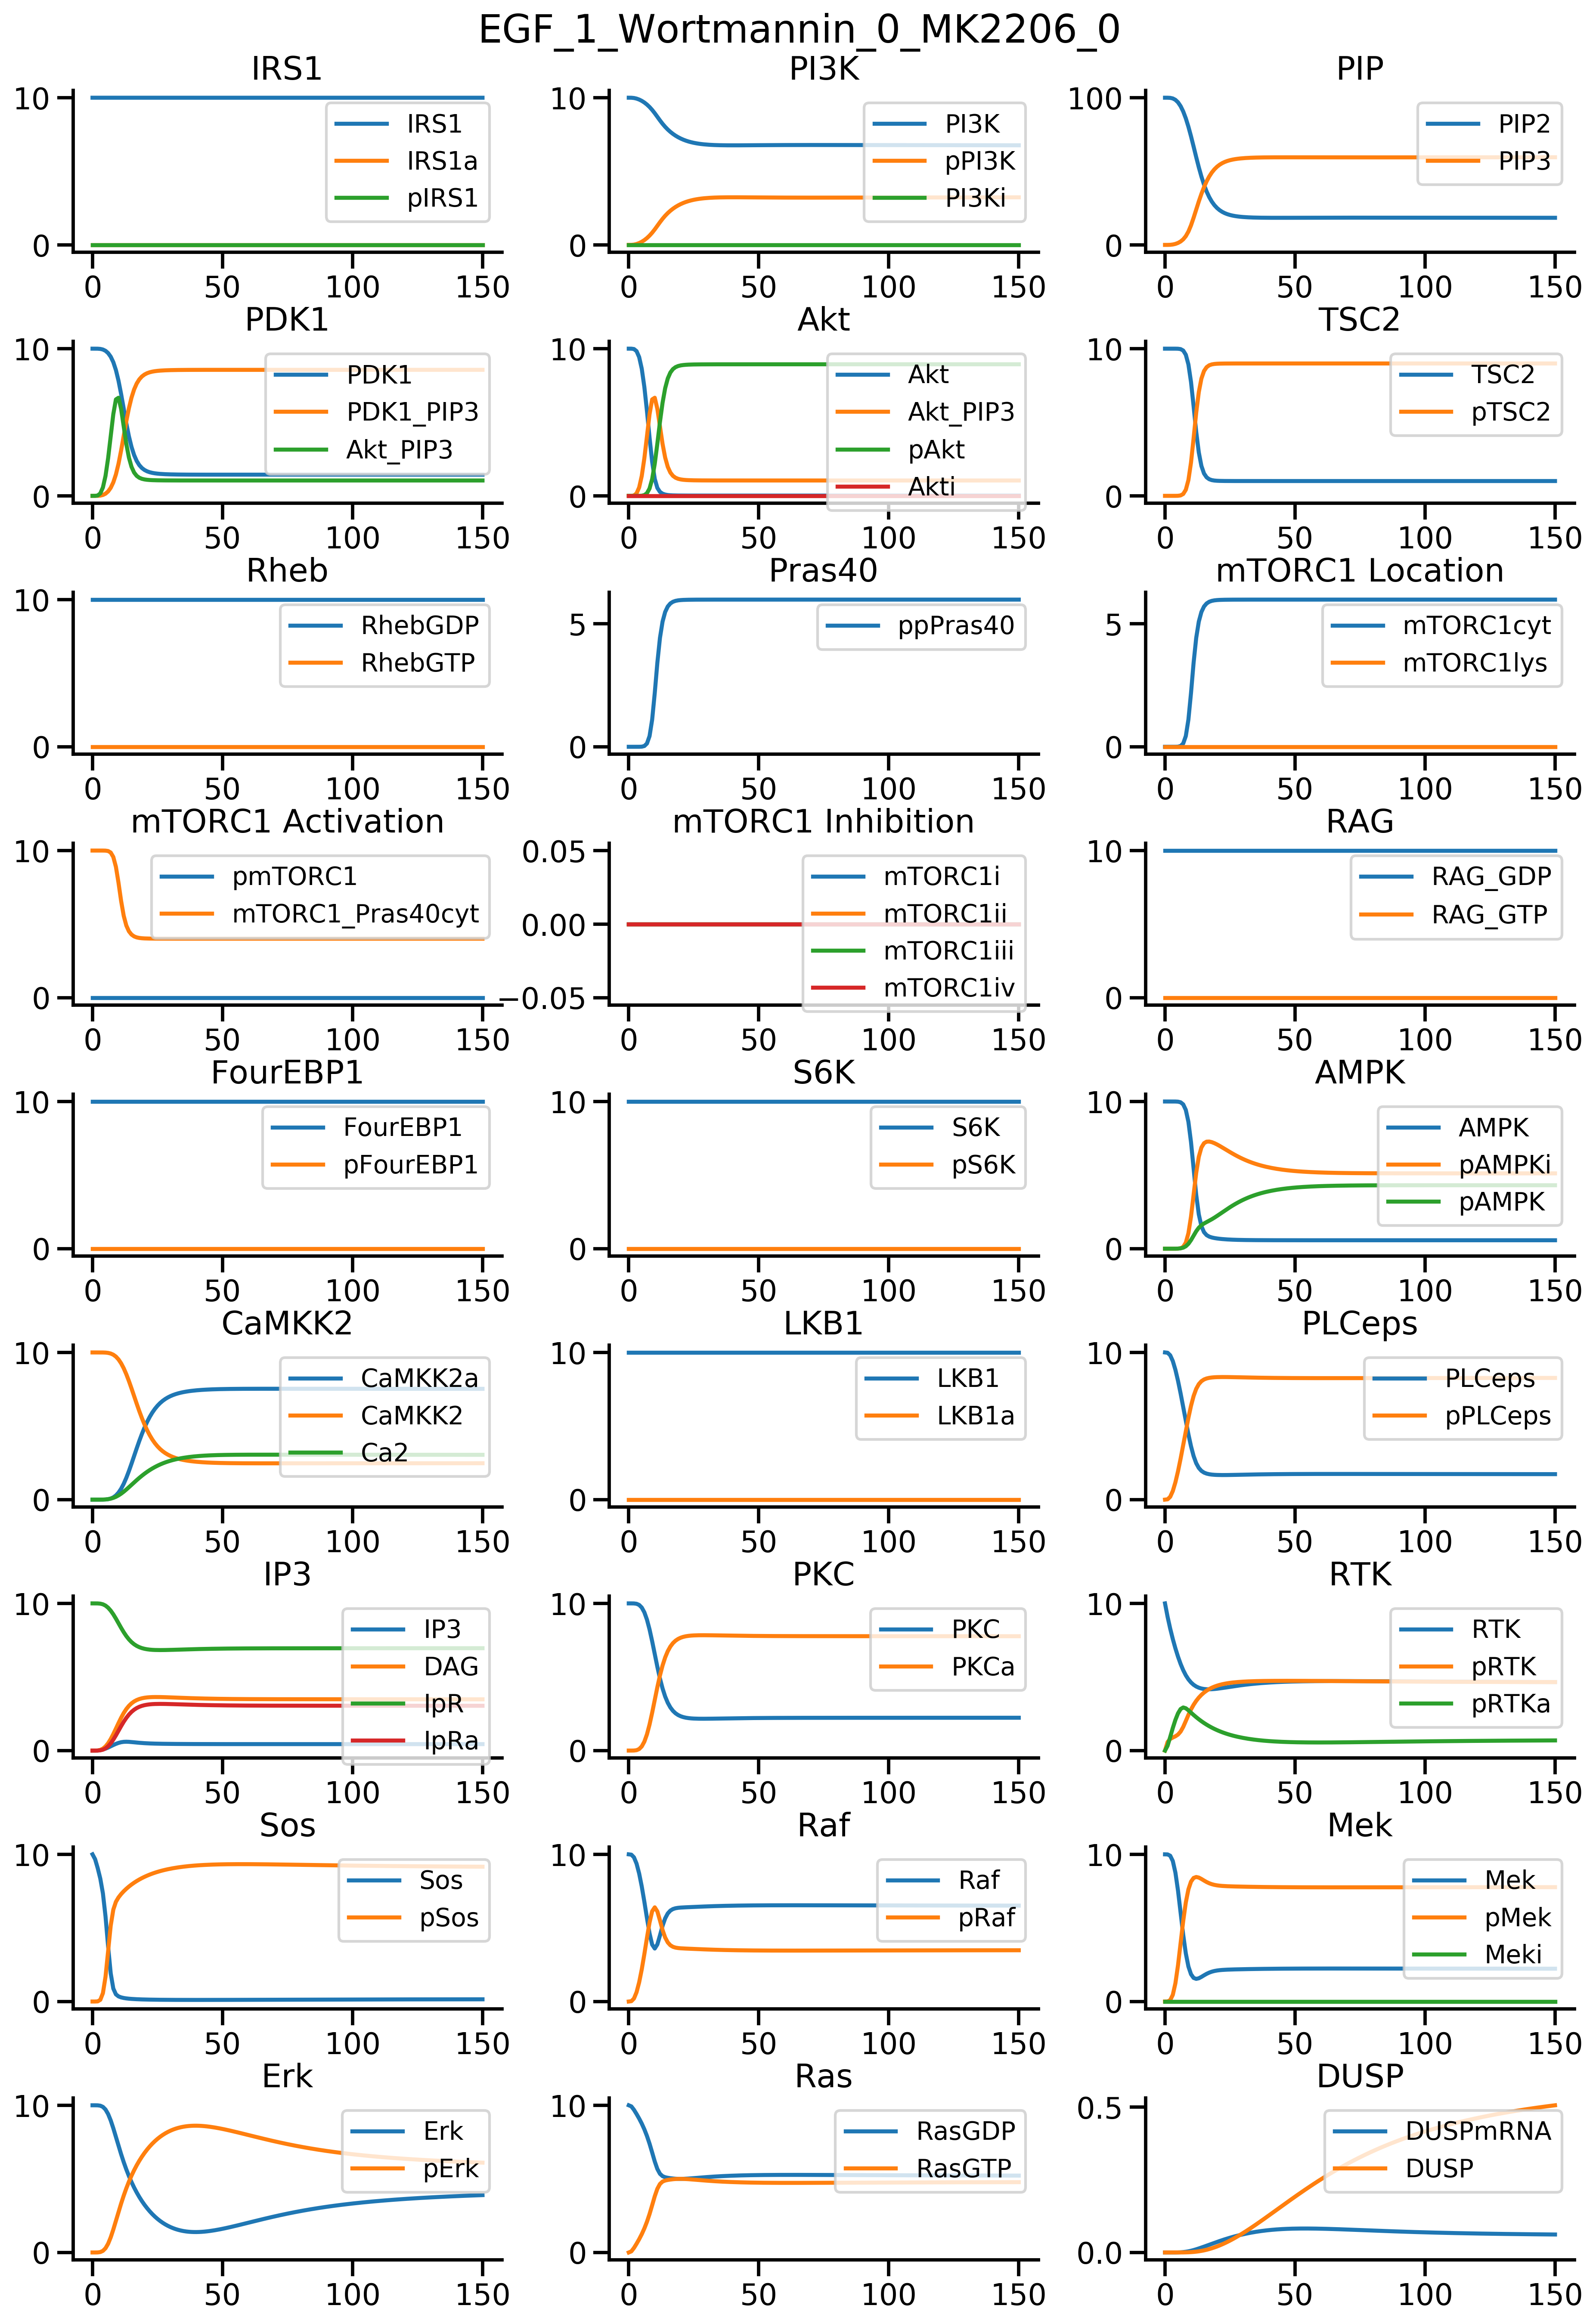 EGF_1_Wortmannin_0_MK2206_0
IRS1
10
0
0 50 100 150
IRS1
IRS1a
pIRS1
PI3K
10
0
0 50 100 150
PI3K
pPI3K
PI3Ki
PIP
100
0
0 50 100 150
PIP2
PIP3
PDK1
10
0
0 50 100 150
PDK1
PDK1_PIP3
Akt_PIP3
Akt
10
0
0 50 100 150
Akt
Akt_PIP3
pAkt
Akti
TSC2
10
0
0 50 100 150
TSC2
pTSC2
Rheb
10
0
0 50 100 150
RhebGDP
RhebGTP
Pras40
5
0
0 50 100 150
ppPras40
mTORC1 Location
5
0
0 50 100 150
mTORC1cyt
mTORC1lys
mTORC1 Activation
10
0
0 50 100 150
pmTORC1
mTORC1_Pras40cyt
mTORC1 Inhibition
0.05
0.00
−0.05
0 50 100 150
mTORC1i
mTORC1ii
mTORC1iii
mTORC1iv
RAG
10
0
0 50 100 150
RAG_GDP
RAG_GTP
FourEBP1
10
0
0 50 100 150
FourEBP1
pFourEBP1
S6K
10
0
0 50 100 150
S6K
pS6K
AMPK
10
0
0 50 100 150
AMPK
pAMPKi
pAMPK
CaMKK2
10
0
0 50 100 150
CaMKK2a
CaMKK2
Ca2
LKB1
10
0
0 50 100 150
LKB1
LKB1a
PLCeps
10
0
0 50 100 150
PLCeps
pPLCeps
IP3
10
0
0 50 100 150
IP3
DAG
IpR
IpRa
PKC
10
0
0 50 100 150
PKC
PKCa
RTK
10
0
0 50 100 150
RTK
pRTK
pRTKa
Sos
10
0
0 50 100 150
Sos
pSos
Raf
10
0
0 50 100 150
Raf
pRaf
Mek
10
0
0 50 100 150
Mek
pMek
Meki
Erk
10
0
0 50 100 150
Erk
pErk
Ras
10
0
0 50 100 150
RasGDP
RasGTP
DUSP
0.5
0.0
0 50 100 150
DUSPmRNA
DUSP